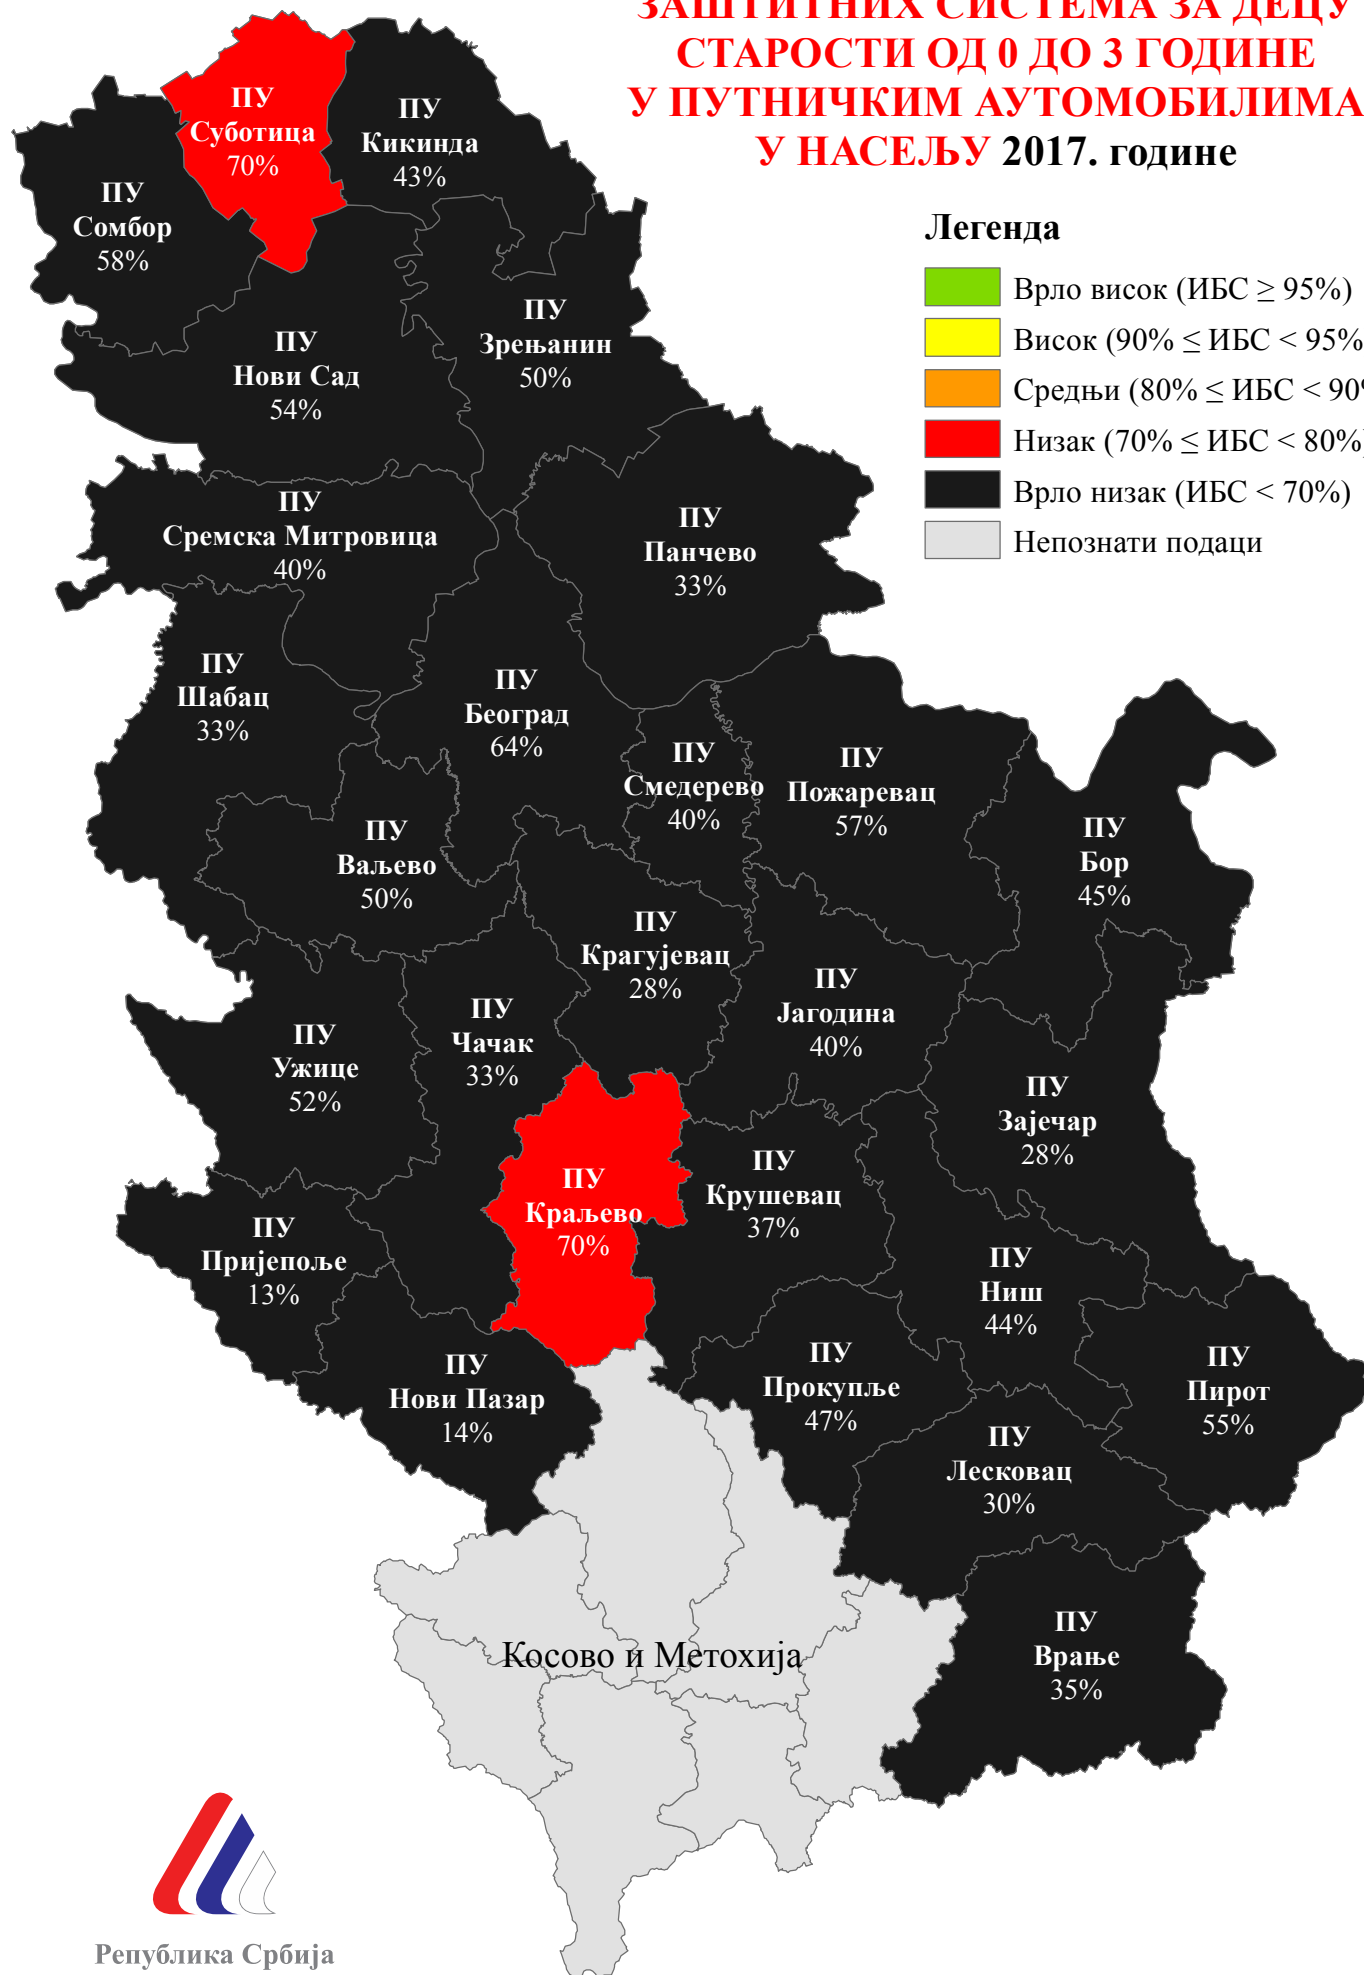 ЗАШТИТНИХ СИСТЕМА ЗА ДЕЦУ
СТАРОСТИ ОД 0 ДО 3 ГОДИНЕ
У ПУТНИЧКИМ АУТОМОБИЛИМА
У НАСЕЉУ 2017. године
Легенда
Врло висок (ИБС ≥ 95%)
Висок (90% ≤ ИБС < 95%
Средњи (80% ≤ ИБС < 90%
Низак (70% ≤ ИБС < 80%)
Врло низак (ИБС < 70%)
Непознати подаци
ПУ
Суботица
70%
ПУ
Кикинда
43%
ПУ
Сомбор
58%
ПУ
Зрењанин
50%
ПУ
Нови Сад
54%
ПУ
Сремска Митровица
40%
ПУ
Панчево
33%
ПУ
Шабац
33%
ПУ
Београд
64%
ПУ
Смедерево
40%
ПУ
Пожаревац
57%
ПУ
Бор
45%
ПУ
Ваљево
50%
ПУ
Крагујевац
28%
ПУ
Јагодина
40%
ПУ
Чачак
33%
ПУ
Ужице
52%
ПУ
Зајечар
28%
ПУ
Краљево
70%
ПУ
Крушевац
37%
ПУ
Пријепоље
13%
ПУ
Ниш
44%
ПУ
Нови Пазар
14%
ПУ
Прокупље
47%
ПУ
Пирот
55%
ПУ
Лесковац
30%
ПУ
Врање
35%
Косово и Метохија
Република Србија